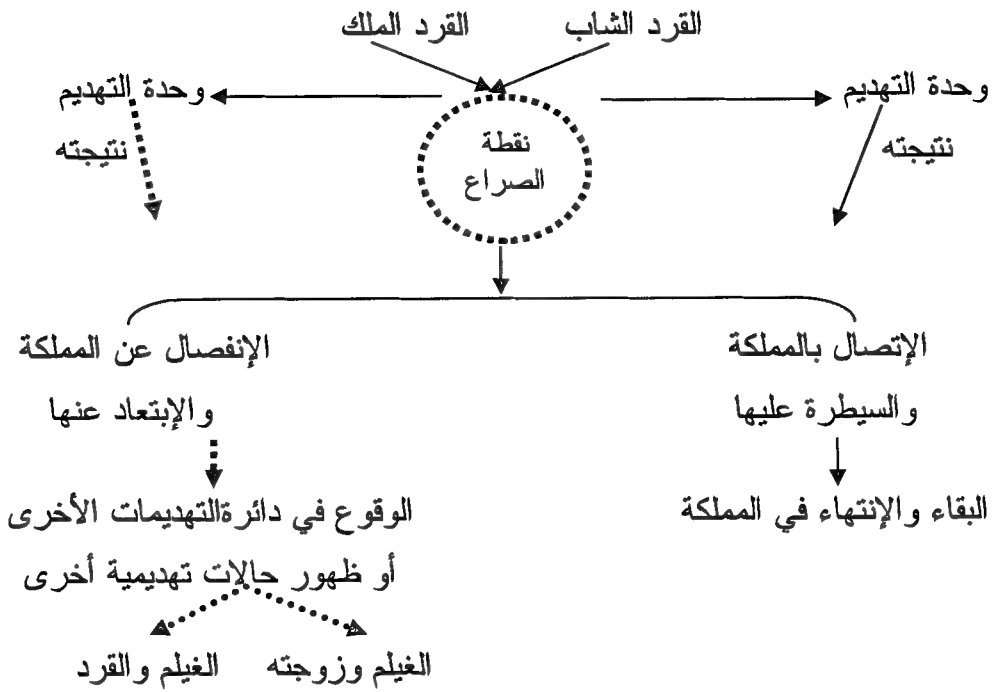 القرد الشاب
القرد الملك
وحدة التهديم
وحدة التهديم
نتيجته
نقطة
الصراع
نتيجته
الإتصال بالمملكة
والسيطرة عليها
البقاء والإنتهاء في المملكة
الإنفصال عن المملكة
والإبتعاد عنها
الوقوع في دائرةالتهديمات الأخرى
أو ظهور حالات تهديمية أخرى
الغيلم وزوجته
الغيلم والقرد